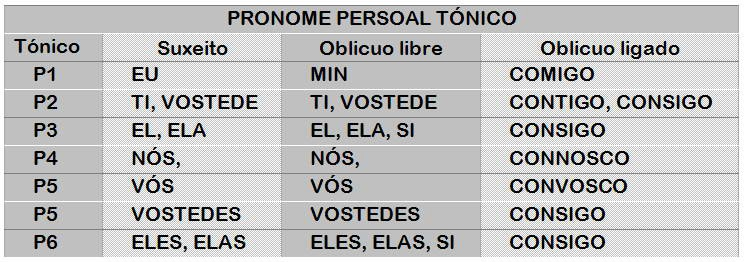 PRONOME PERSOAL TÓNICO
Tónico Suxeito Oblicuo libre Oblicuo ligado
P1 EU MIN COMIGO
P2 TI, VOSTEDE TI, VOSTEDE CONTIGO, CONSIGO
P3 EL, ELA EL, ELA, SI CONSIGO
P4 NÓS, NÓS, CONNOSCO
P5 VÓS VÓS CONVOSCO
P5 VOSTEDES VOSTEDES CONSIGO
P6 ELES, ELAS ELES, ELAS, SI CONSIGO